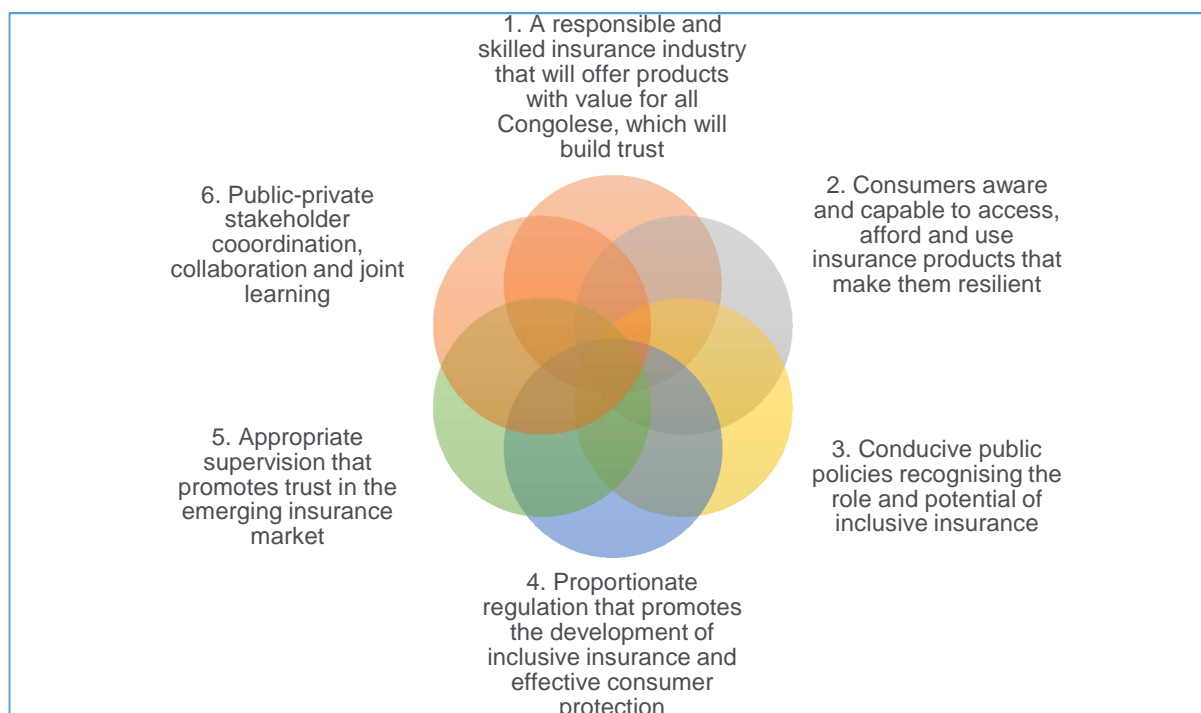 1. A responsible and
skilled insurance industry
that will offer products
with value for all
Congolese, which will
build trust
2. Consumers aware
and capable to access,
afford and use
insurance products that
make them resilient
3. Conducive public
policies recognising the
role and potential of
inclusive insurance
4. Proportionate
regulation that promotes
the development of
inclusive insurance and
effective consumer
protection
5. Appropriate
supervision that
promotes trust in the
emerging insurance
market
6. Public-private
stakeholder
cooordination,
collaboration and joint
learning